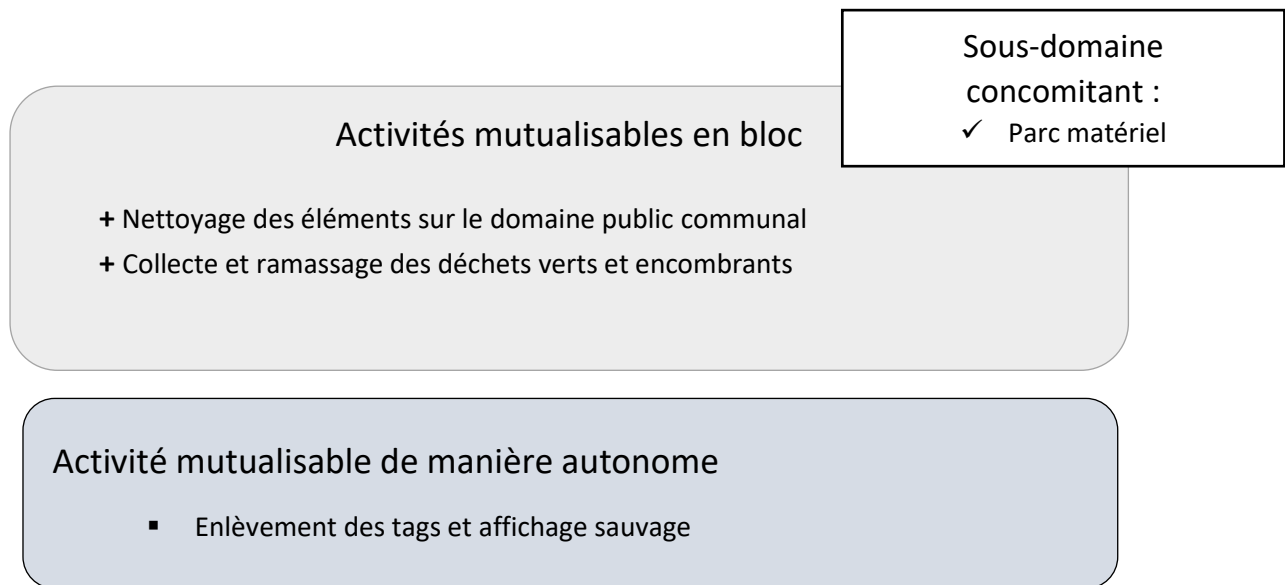 Sous-domaine
concomitant :
✓ Parc matériel
Activités mutualisables en bloc
+ Nettoyage des éléments sur le domaine public communal
+ Collecte et ramassage des déchets verts et encombrants
Activité mutualisable de manière autonome
▪ Enlèvement des tags et affichage sauvage